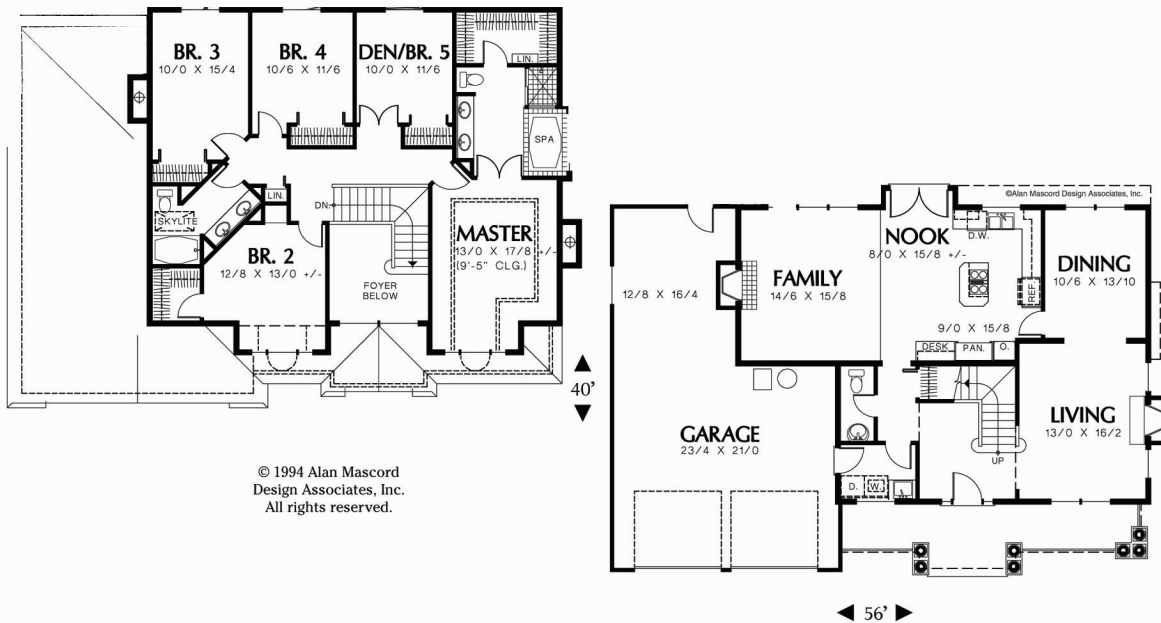 BR. 3
10/0 X 15/4
BR. 4
10/6 X 11/6
DEN/BR. 5
10/0 X 11/6
LIN.
SPA
LIN.
DN.
SKYLITE
BR. 2
12/8 X 13/0 +/-
FOYER
BELOW
MASTER
13/0 X 17/8 +/-
(9'-5" CLG.)
40'
© 1994 Alan Mascord
Design Associates, Inc.
All rights reserved.
©Alan Mascord Design Associates, Inc.
D.W.
NOOK
8/0 X 15/8 +/-
FAMILY
14/6 X 15/8
DINING
10/6 X 13/10
REF.
12/8 X 16/4
9/0 X 15/8
DESK
PAN.
O.
GARAGE
23/4 X 21/0
LIVING
13/0 X 16/2
UP
D.
W.
56'